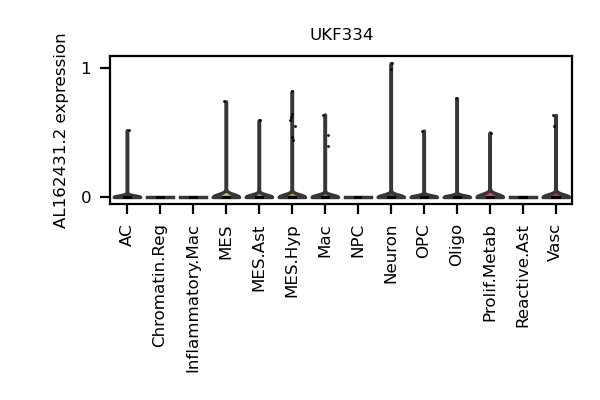 UKF334
AL162431.2 expression
1
0
AC
Chromatin.Reg
Inflammatory.Mac
MES
MES.Ast
MES.Hyp
Mac
NPC
Neuron
OPC
Oligo
Prolif.Metab
Reactive.Ast
Vasc